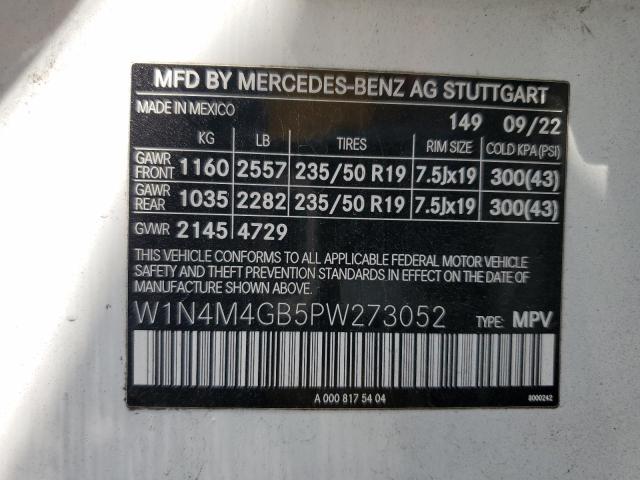 MFD BY MERCEDES-BENZ AG STUTTGART
MADE IN MEXICO 149 09/22
KG LB TIRES RIM SIZE COLD KPA(PSI)
GAWR FRONT 1160 2557 235/50 R19 7.5Jx19 300(43)
GAWR REAR 1035 2282 235/50 R19 7.5Jx19 300(43)
GVWR 2145 4729
THIS VEHICLE CONFORMS TO ALL APPLICABLE FEDERAL MOTOR VEHICLE
SAFETY AND THEFT PREVENTION STANDARDS IN EFFECT ON THE DATE
OF MANUFACTURE SHOWN ABOVE.
W1N4M4GB5PW273052 TYPE: MPV
A 000 817 54 04 8000242